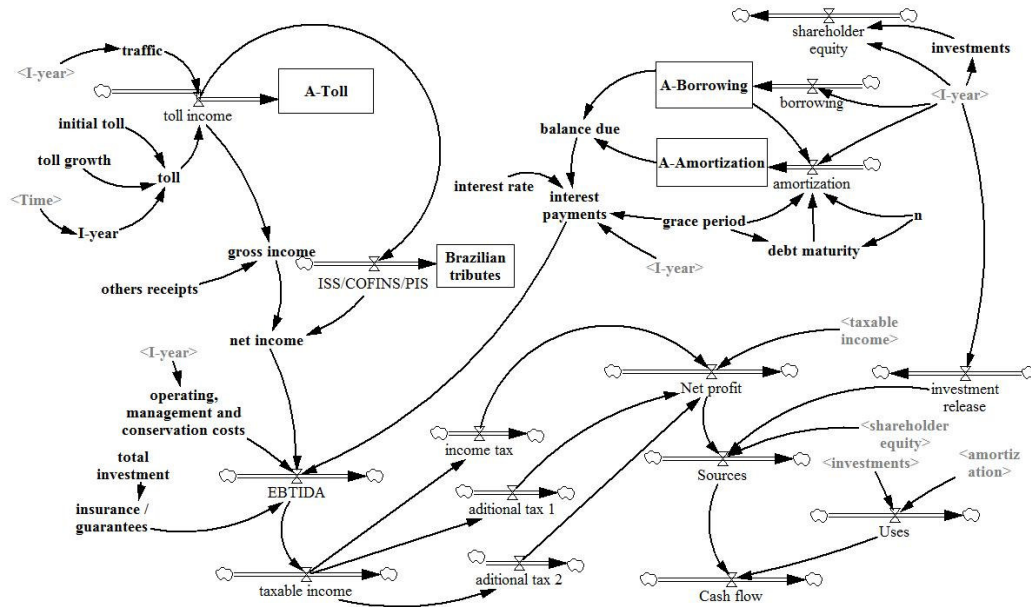 shareholder
equity
investments
traffic
<I-year>
A-Toll
toll income
A-Borrowing
borrowing
<I-year>
initial toll
balance due
toll growth
toll
A-Amortization
amortization
interest rate
interest
payments
<Time>
I-year
grace period
n
debt maturity
gross income
Brazilian
tributes
ISS/COFINS/PIS
<I-year>
others receipts
net income
<taxable
income>
<I-year>
Net profit
investment
release
operating,
management and
conservation costs
<shareholder
equity>
income tax
total
investment
Sources
<investments>
<amortiz
ation>
EBTIDA
aditional tax 1
insurance /
guarantees
Uses
taxable income
aditional tax 2
Cash flow